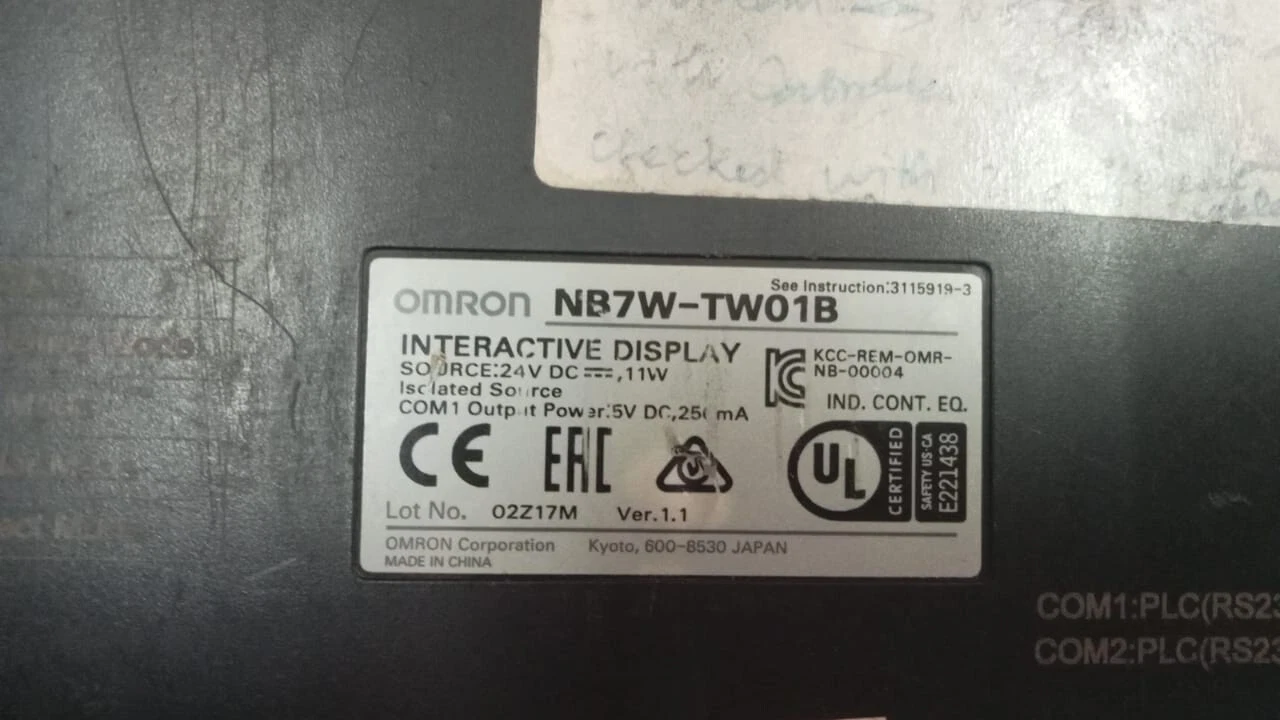 Checked with
See Instruction:3115919-3
OMRON NB7W-TW01B
INTERACTIVE DISPLAY
SOURCE:24V DC ⎓,11W
Isolated Source
COM1 Output Power:5V DC,250mA
KCC-REM-OMR-
NB-00004
IND. CONT. EQ.
CE EAC
UL CERTIFIED
SAFETY US·CA
E221438
Lot No. 02Z17M Ver.1.1
OMRON Corporation Kyoto, 600-8530 JAPAN
MADE IN CHINA
COM1:PLC(RS23
COM2:PLC(RS23